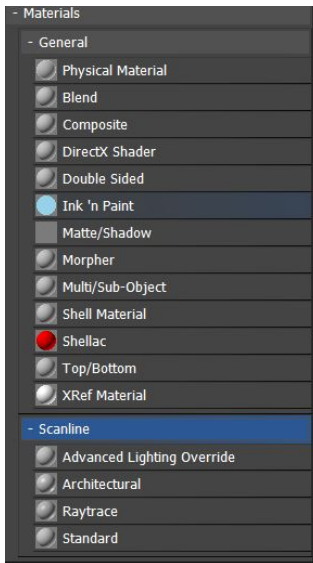 - Materials
- General
Physical Material
Blend
Composite
DirectX Shader
Double Sided
Ink 'n Paint
Matte/Shadow
Morpher
Multi/Sub-Object
Shell Material
Shellac
Top/Bottom
XRef Material
- Scanline
Advanced Lighting Override
Architectural
Raytrace
Standard